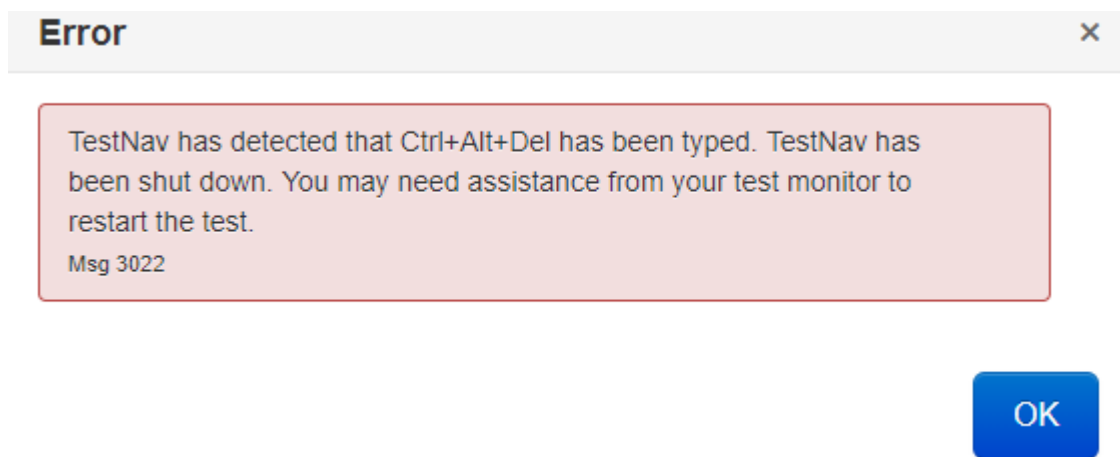 Error
×
TestNav has detected that Ctrl+Alt+Del has been typed. TestNav has
been shut down. You may need assistance from your test monitor to
restart the test.
Msg 3022
OK